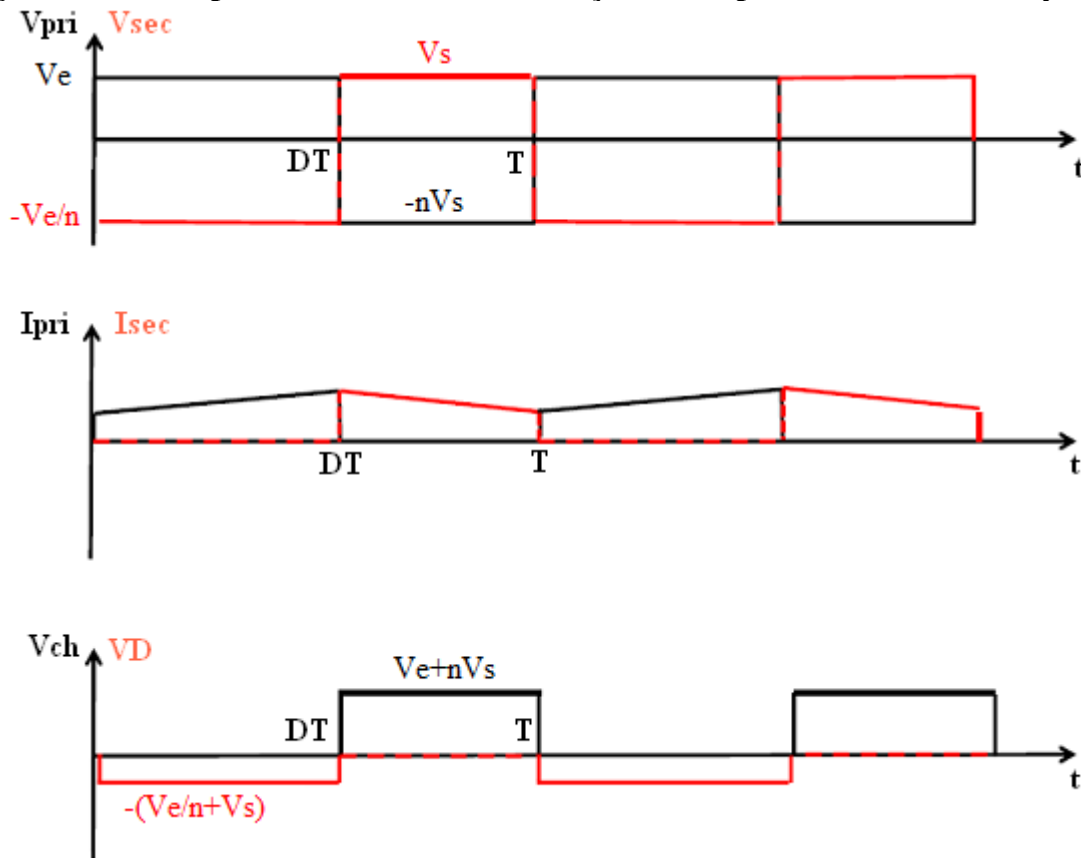 Vpri Vsec
Vs
Ve
DT T
t
-Ve/n
-nVs
Ipri Isec
DT T
t
Vch VD
Ve+nVs
DT T
t
-(Ve/n+Vs)